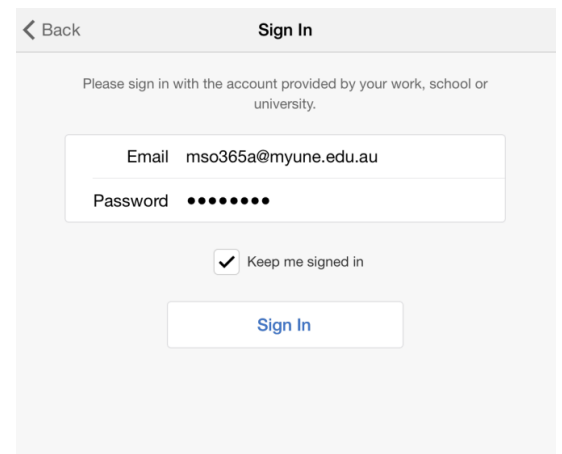 Back
Sign In
Please sign in with the account provided by your work, school or
university.
Email mso365a@myune.edu.au
Password ••••••••
Keep me signed in
Sign In